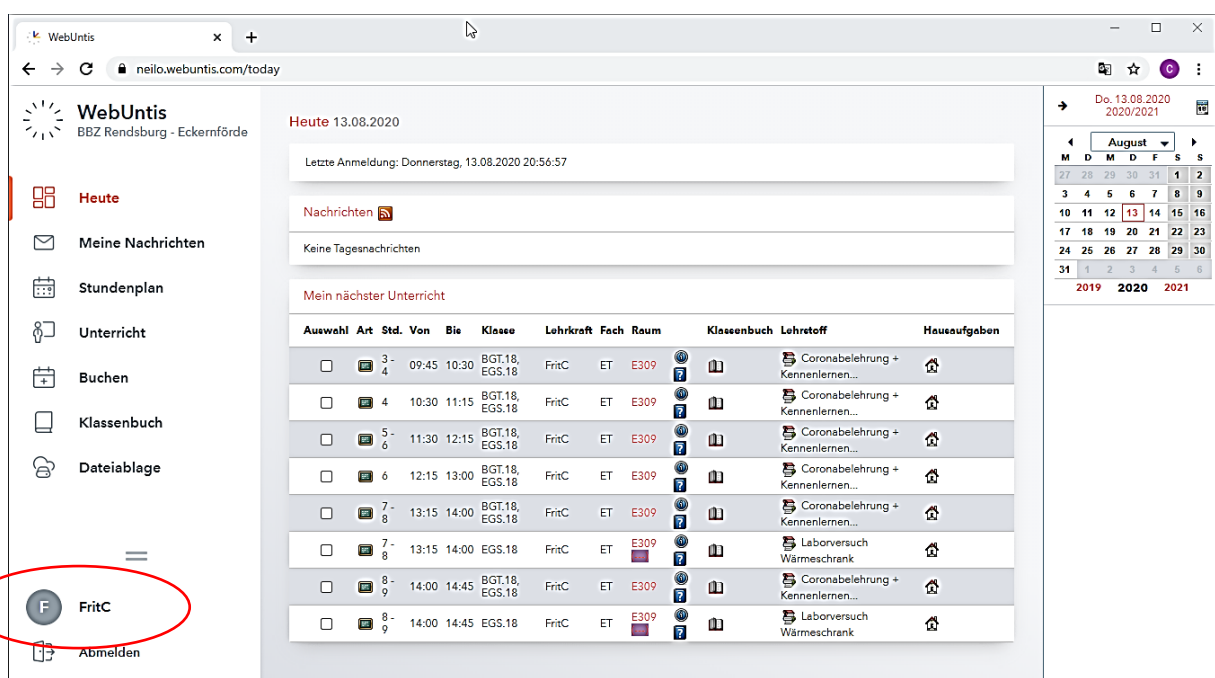 WebUntis
neilo.webuntis.com/today
C
WebUntis
BBZ Rendsburg - Eckernförde
Heute
Meine Nachrichten
Stundenplan
Unterricht
Buchen
Klassenbuch
Dateiablage
F FritC
Abmelden
Heute 13.08.2020
Letzte Anmeldung: Donnerstag, 13.08.2020 20:56:57
Nachrichten
Keine Tagesnachrichten
Mein nächster Unterricht
Auswahl Art Std. Von Bis Klasse Lehrkraft Fach Raum Klassenbuch Lehrstoff Hausaufgaben
3 - 4 09:45 10:30 BGT.18, EGS.18 FritC ET E309 ? Coronabelehrung + Kennenlernen...
4 10:30 11:15 BGT.18, EGS.18 FritC ET E309 ? Coronabelehrung + Kennenlernen...
5 - 6 11:30 12:15 BGT.18, EGS.18 FritC ET E309 ? Coronabelehrung + Kennenlernen...
6 12:15 13:00 BGT.18, EGS.18 FritC ET E309 ? Coronabelehrung + Kennenlernen...
7 - 8 13:15 14:00 BGT.18, EGS.18 FritC ET E309 ? Coronabelehrung + Kennenlernen...
7 - 8 13:15 14:00 EGS.18 FritC ET E309 ? Laborversuch Wärmeschrank
8 - 9 14:00 14:45 BGT.18, EGS.18 FritC ET E309 ? Coronabelehrung + Kennenlernen...
8 - 9 14:00 14:45 EGS.18 FritC ET E309 ? Laborversuch Wärmeschrank
Do. 13.08.2020
2020/2021
August
M D M D F S S
27 28 29 30 31 1 2
3 4 5 6 7 8 9
10 11 12 13 14 15 16
17 18 19 20 21 22 23
24 25 26 27 28 29 30
31 1 2 3 4 5 6
2019 2020 2021